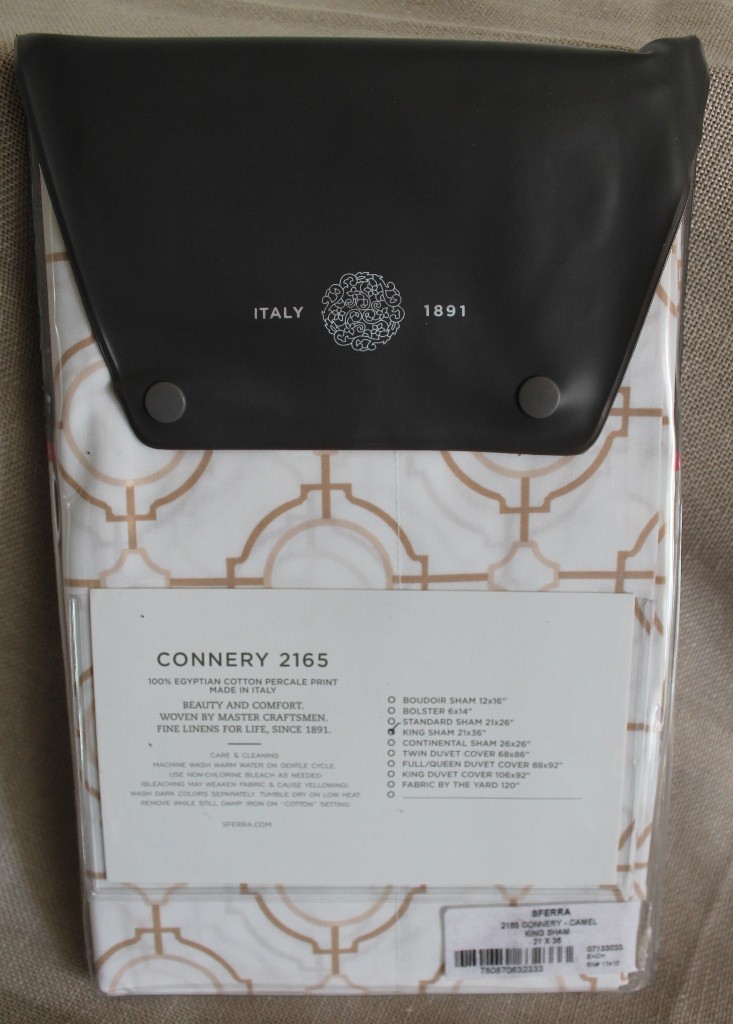 ITALY 1891
CONNERY 2165
100% EGYPTIAN COTTON PERCALE PRINT
MADE IN ITALY
BEAUTY AND COMFORT.
WOVEN BY MASTER CRAFTSMEN.
FINE LINENS FOR LIFE, SINCE 1891.
CARE & CLEANING
MACHINE WASH WARM WATER ON GENTLE CYCLE.
USE NON-CHLORINE BLEACH AS NEEDED.
(BLEACHING MAY WEAKEN FABRIC & CAUSE YELLOWING)
WASH DARK COLORS SEPARATELY. TUMBLE DRY ON LOW HEAT.
REMOVE WHILE STILL DAMP. IRON ON "COTTON" SETTING.
SFERRA.COM
BOUDOIR SHAM 12x16"
BOLSTER 6x14"
STANDARD SHAM 21x26"
KING SHAM 21x36"
CONTINENTAL SHAM 26x26"
TWIN DUVET COVER 68x86"
FULL/QUEEN DUVET COVER 88x92"
KING DUVET COVER 106x92"
FABRIC BY THE YARD 120"
SFERRA
2165 CONNERY - CAMEL
KING SHAM
21 X 36
EACH